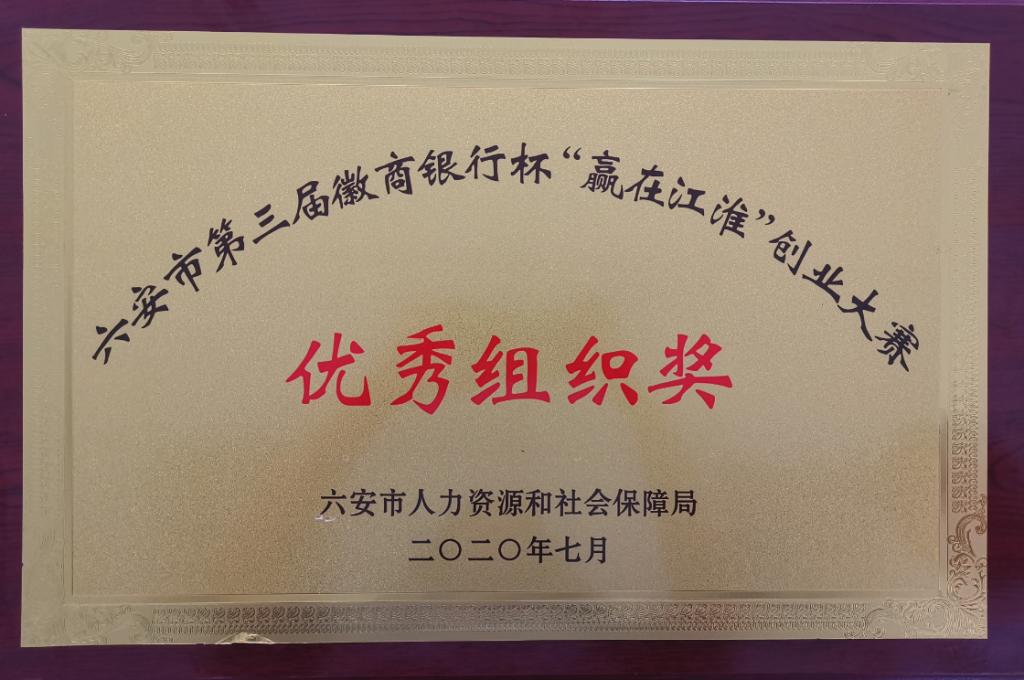 六安市第三届徽商银行杯“赢在江淮”创业大赛
优秀组织奖
六安市人力资源和社会保障局
二〇二〇年七月